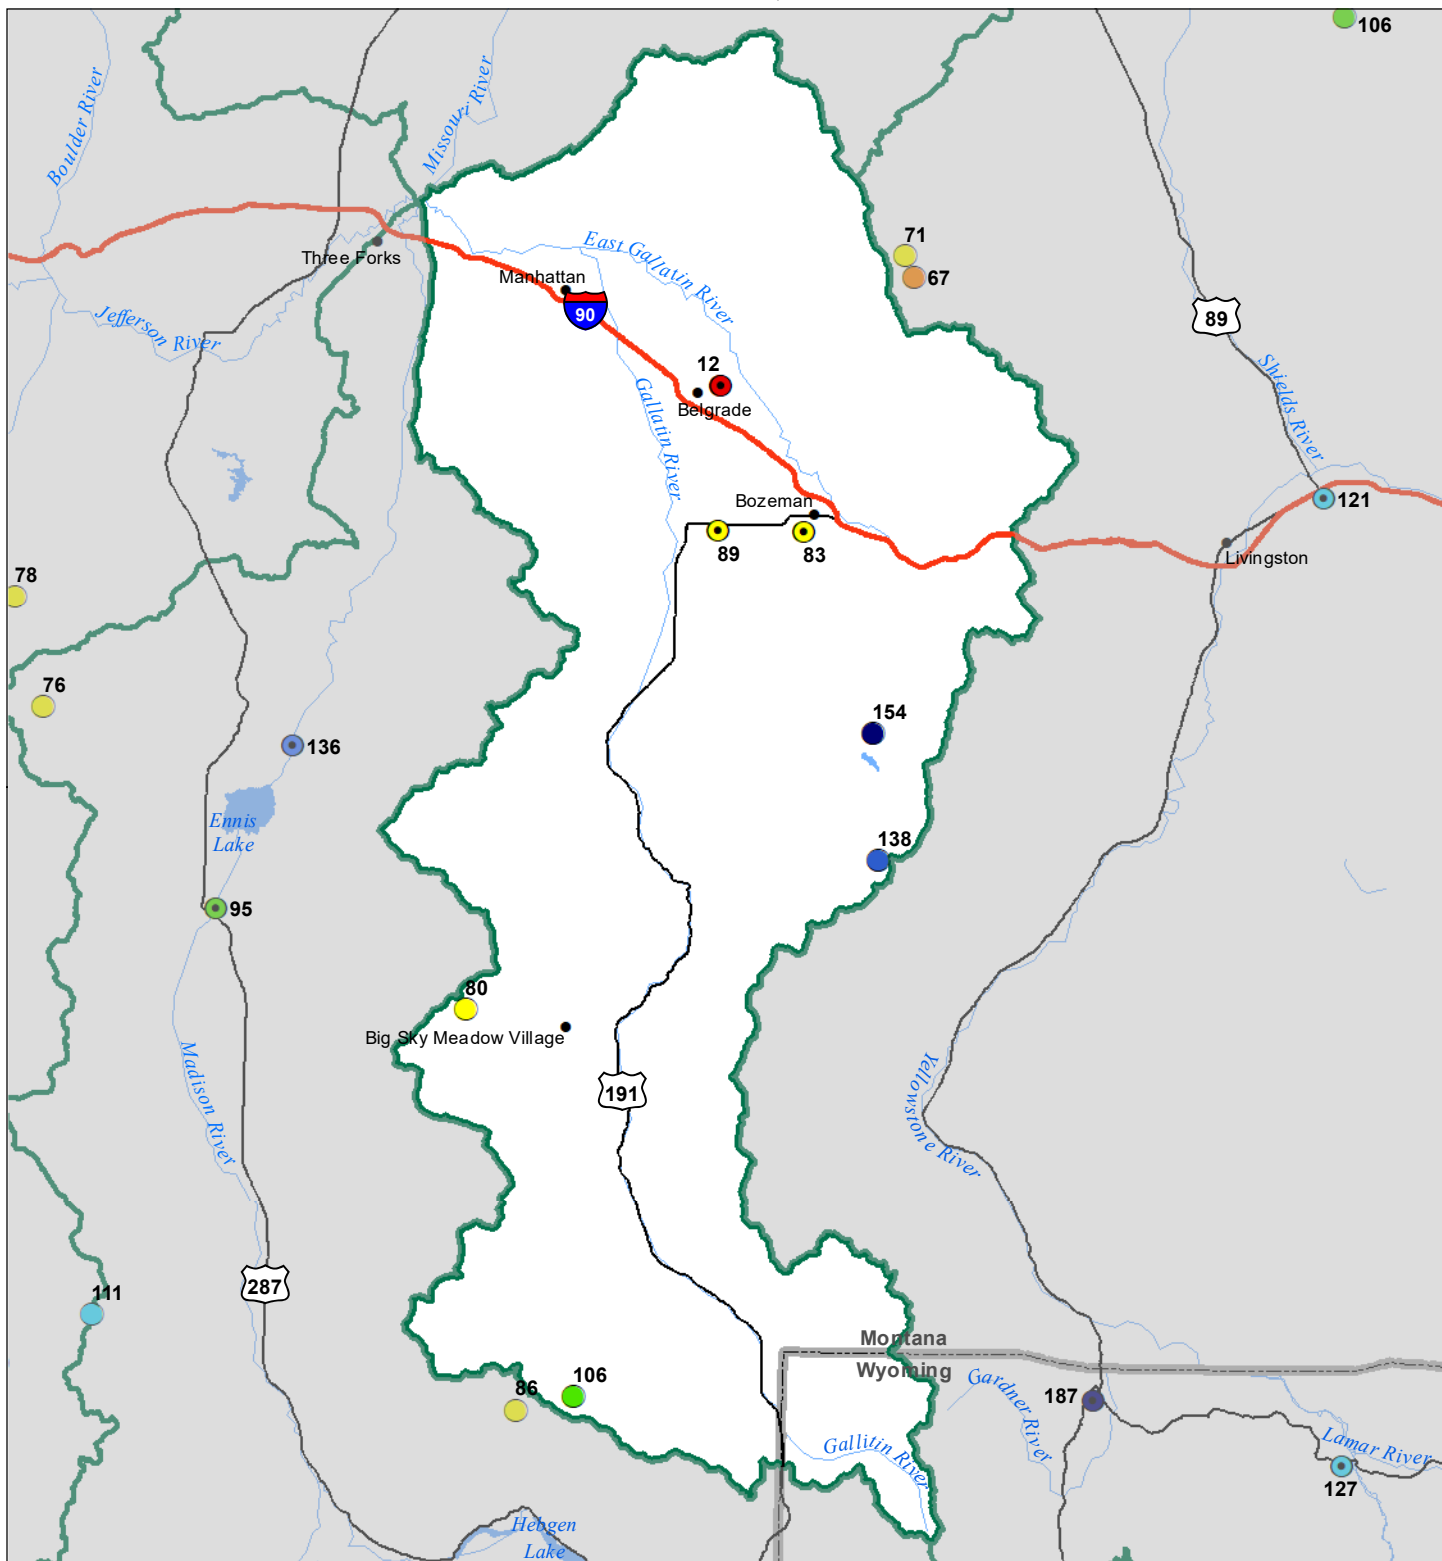 106
Boulder River
Missouri River
71
67
East Gallatin River
Three Forks
Manhattan
90
89
Jefferson River
12
Belgrade
Gallatin River
Shields River
Bozeman
121
89
83
Livingston
78
76
154
136
Ennis
Lake
138
95
80
Big Sky Meadow Village
Madison River
191
Yellowstone River
287
111
Montana
Wyoming
86
106
Gardner River
187
Gallitin River
Lamar River
127
Hebgen
Lake